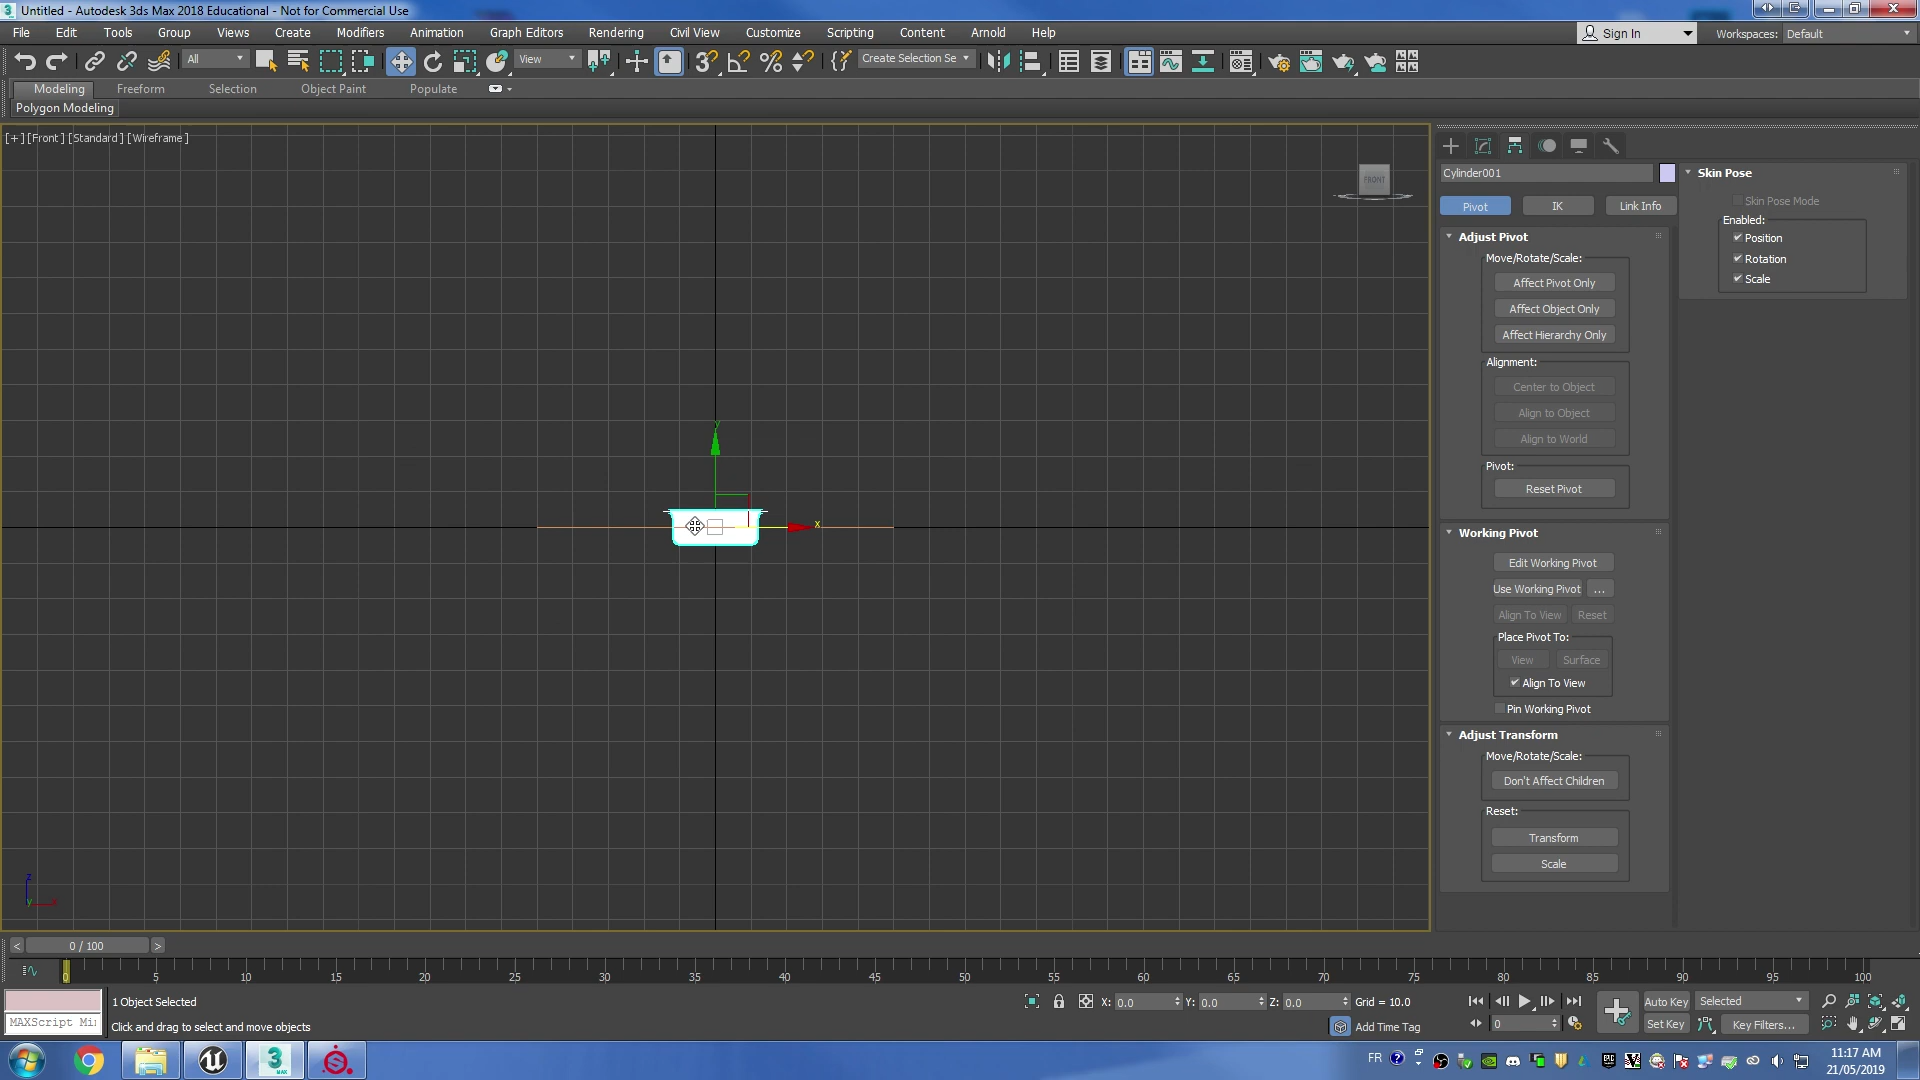 Untitled - Autodesk 3ds Max 2018 Educational - Not for Commercial Use
File Edit Tools Group Views Create Modifiers Animation Graph Editors Rendering Civil View Customize Scripting Content Arnold Help
Sign In
Workspaces: Default
All
View
Create Selection Se
Modeling Freeform Selection Object Paint Populate
Polygon Modeling
[+] [Front] [Standard] [Wireframe]
FRONT
y
x
z
y
Cylinder001
Pivot IK Link Info
Adjust Pivot
Move/Rotate/Scale:
Affect Pivot Only
Affect Object Only
Affect Hierarchy Only
Alignment:
Center to Object
Align to Object
Align to World
Pivot:
Reset Pivot
Working Pivot
Edit Working Pivot
Use Working Pivot ...
Align To View Reset
Place Pivot To:
View Surface
Align To View
Pin Working Pivot
Adjust Transform
Move/Rotate/Scale:
Don't Affect Children
Reset:
Transform
Scale
Skin Pose
Skin Pose Mode
Enabled:
Position
Rotation
Scale
< 0 / 100 >
0 5 10 15 20 25 30 35 40 45 50 55 60 65 70 75 80 85 90 95 100
1 Object Selected
MAXScript Mi
Click and drag to select and move objects
X: 0.0 Y: 0.0 Z: 0.0 Grid = 10.0
Add Time Tag
0
Auto Key Selected
Set Key Key Filters...
FR
11:17 AM
21/05/2019